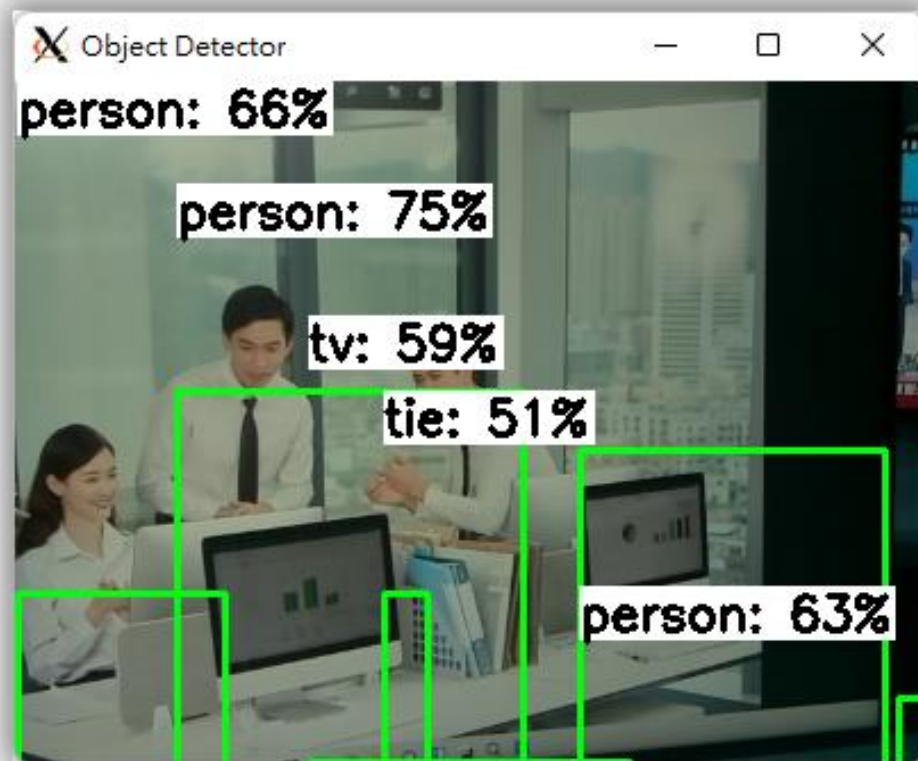 Object Detector
person: 66%
person: 75%
tv: 59%
tie: 51%
person: 63%